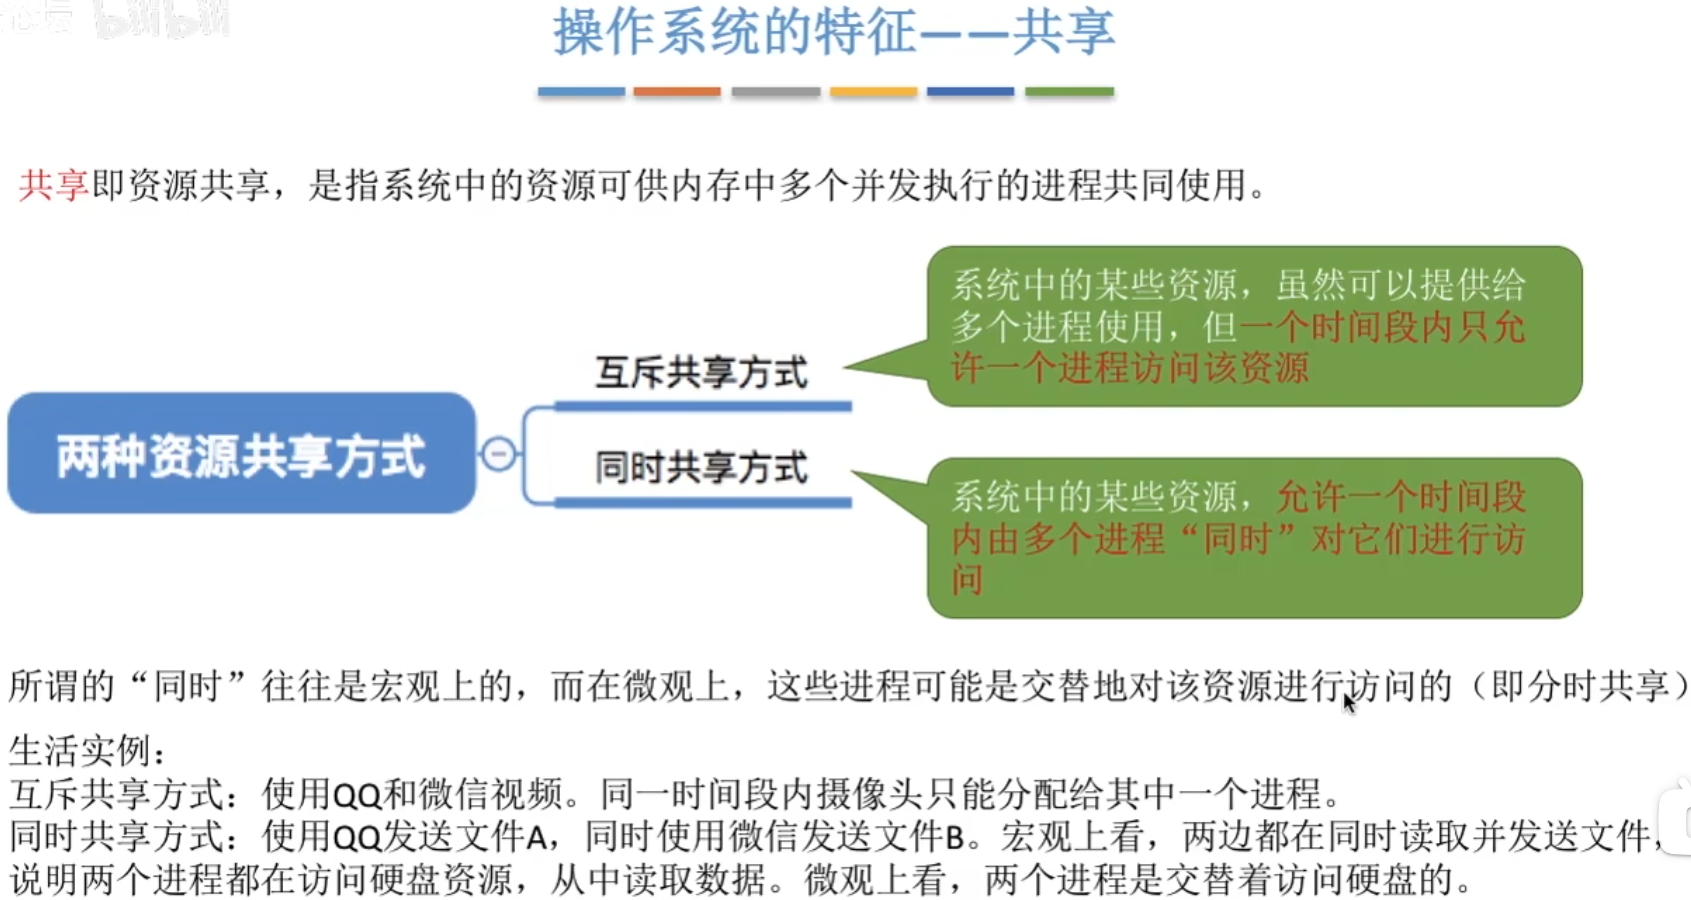 操作系统的特征——共享
共享即资源共享，是指系统中的资源可供内存中多个并发执行的进程共同使用。
系统中的某些资源，虽然可以提供给
多个进程使用，但一个时间段内只允
许一个进程访问该资源
互斥共享方式
两种资源共享方式
同时共享方式
系统中的某些资源，允许一个时间段
内由多个进程“同时”对它们进行访
问
所谓的“同时”往往是宏观上的，而在微观上，这些进程可能是交替地对该资源进行访问的（即分时共享）
生活实例：
互斥共享方式：使用QQ和微信视频。同一时间段内摄像头只能分配给其中一个进程。
同时共享方式：使用QQ发送文件A，同时使用微信发送文件B。宏观上看，两边都在同时读取并发送文件，
说明两个进程都在访问硬盘资源，从中读取数据。微观上看，两个进程是交替着访问硬盘的。